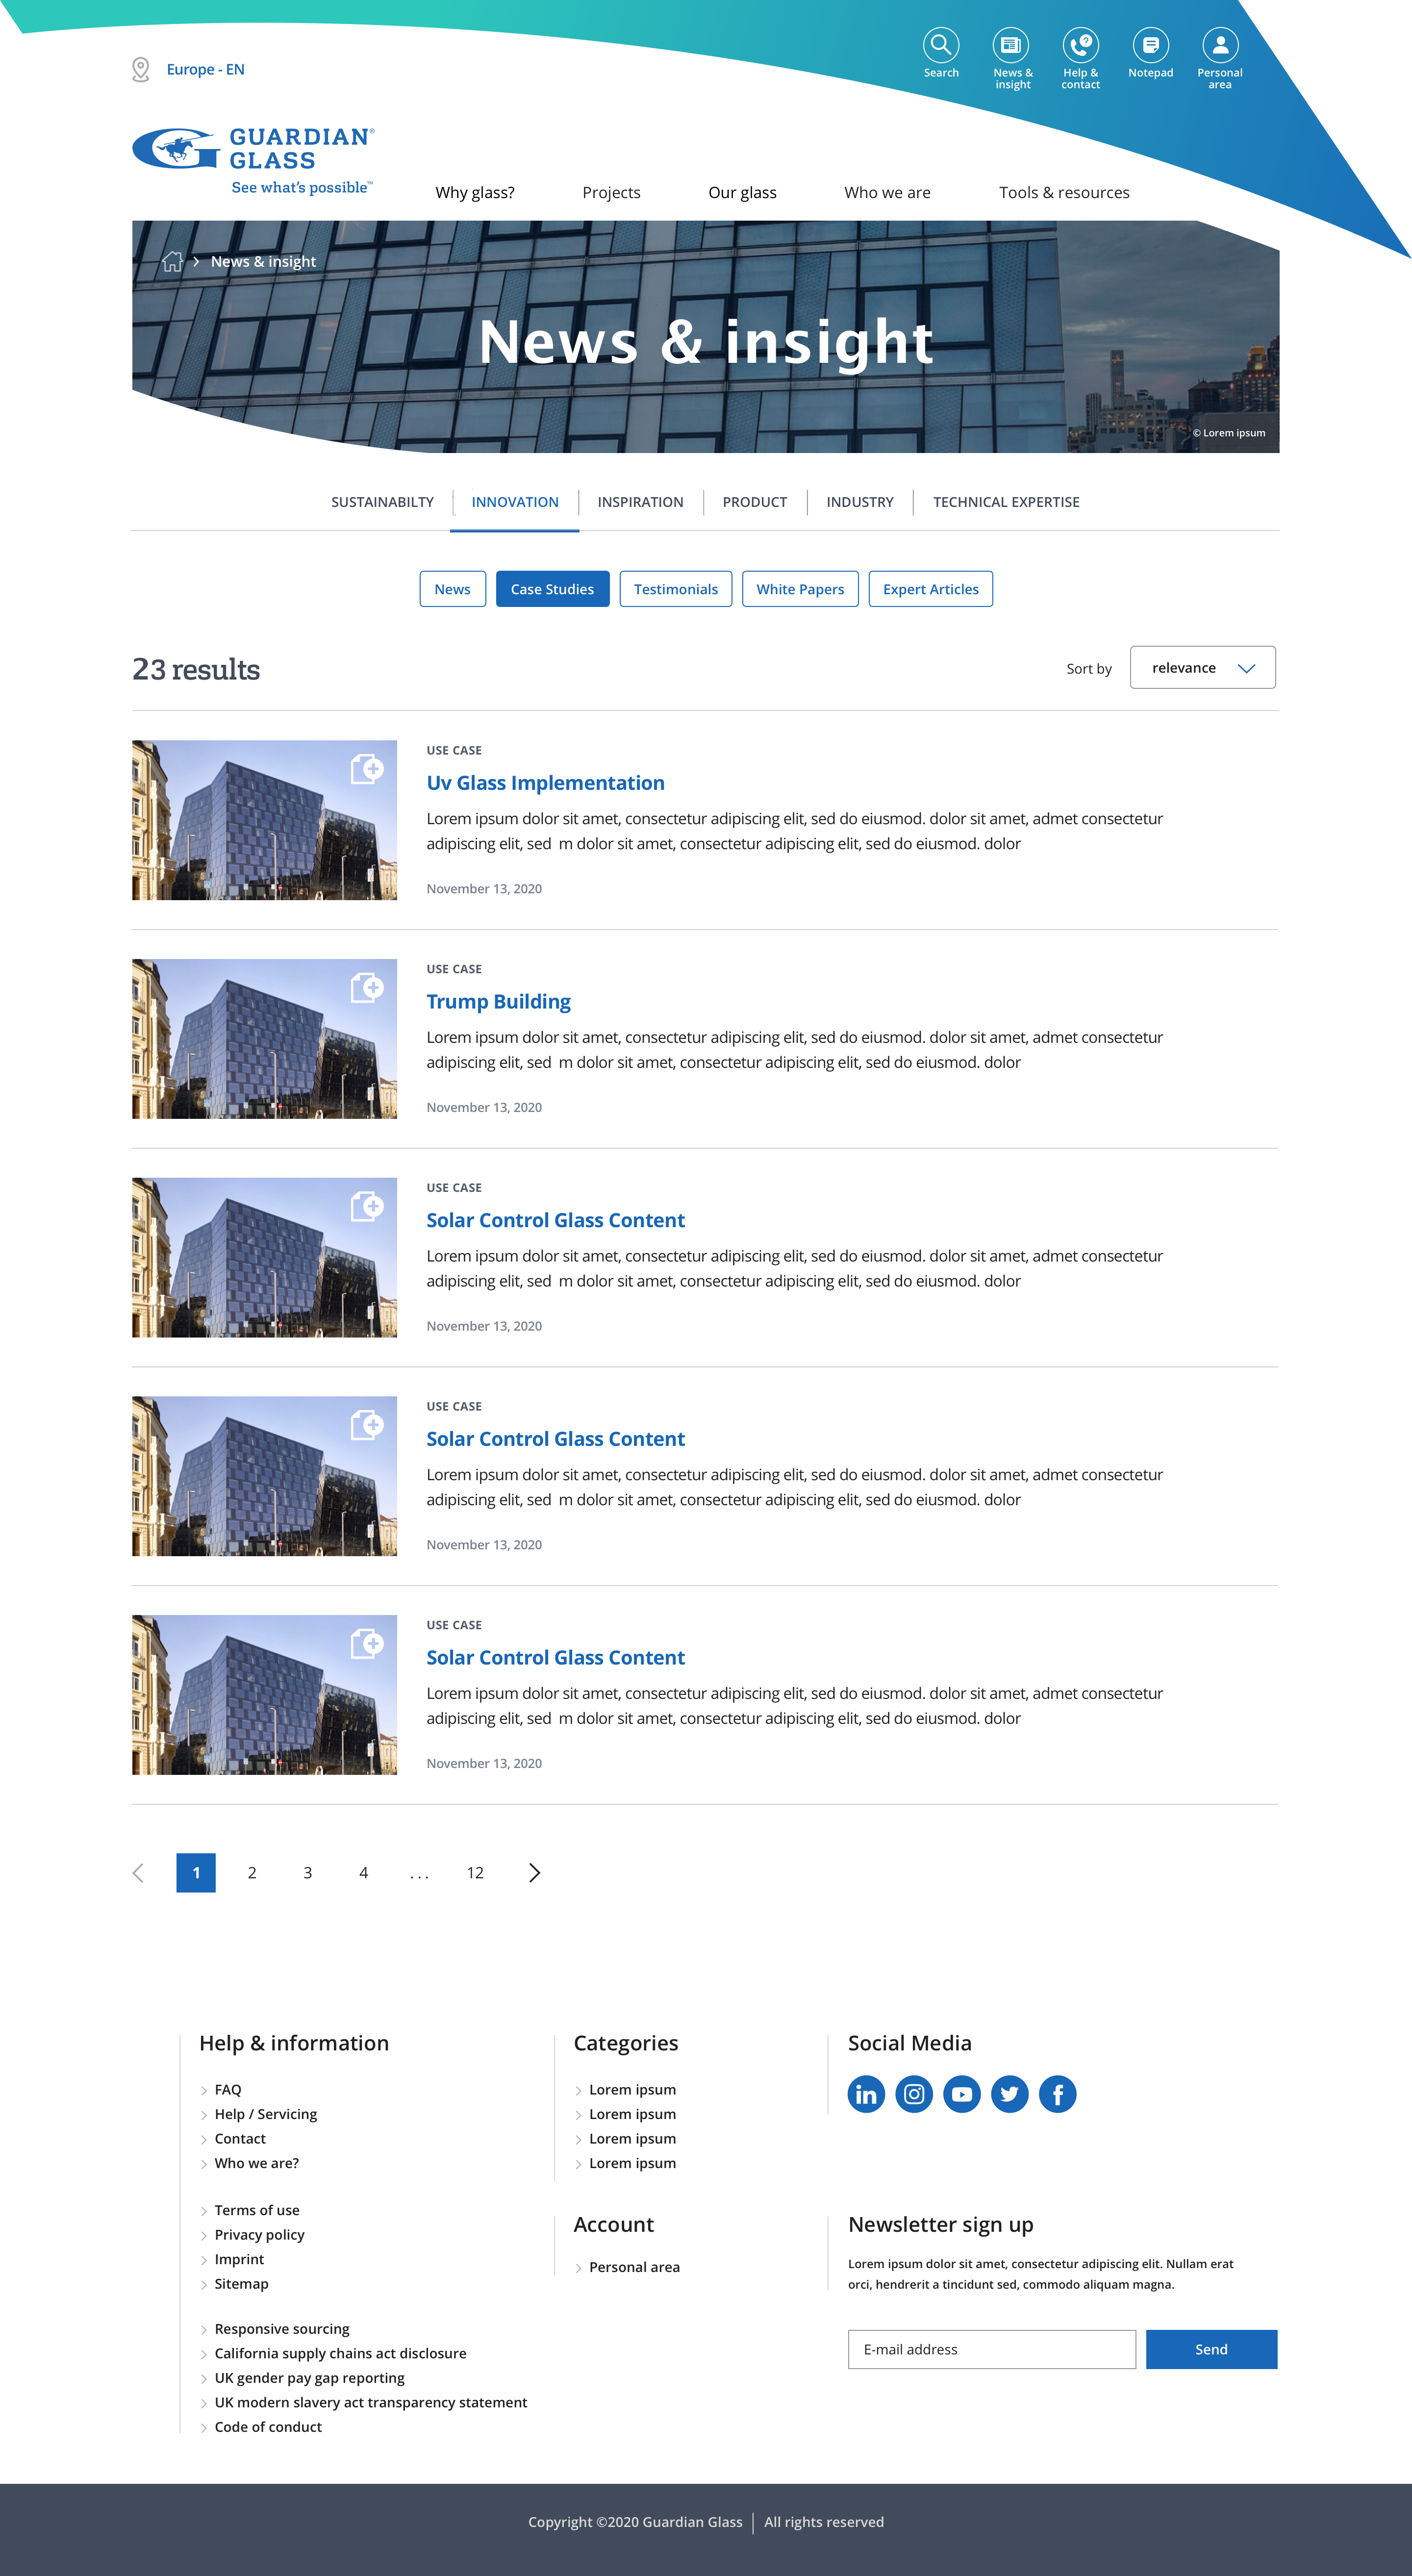 Europe - EN
Search
News &
insight
Help &
contact
Notepad
Personal
area
GUARDIAN®
GLASS
See what's possible™
Why glass?
Projects
Our glass
Who we are
Tools & resources
News & insight
News & insight
© Lorem ipsum
SUSTAINABILTY
INNOVATION
INSPIRATION
PRODUCT
INDUSTRY
TECHNICAL EXPERTISE
News
Case Studies
Testimonials
White Papers
Expert Articles
23 results
Sort by
relevance
USE CASE
Uv Glass Implementation
Lorem ipsum dolor sit amet, consectetur adipiscing elit, sed do eiusmod. dolor sit amet, admet consectetur
adipiscing elit, sed m dolor sit amet, consectetur adipiscing elit, sed do eiusmod. dolor
November 13, 2020
USE CASE
Trump Building
Lorem ipsum dolor sit amet, consectetur adipiscing elit, sed do eiusmod. dolor sit amet, admet consectetur
adipiscing elit, sed m dolor sit amet, consectetur adipiscing elit, sed do eiusmod. dolor
November 13, 2020
USE CASE
Solar Control Glass Content
Lorem ipsum dolor sit amet, consectetur adipiscing elit, sed do eiusmod. dolor sit amet, admet consectetur
adipiscing elit, sed m dolor sit amet, consectetur adipiscing elit, sed do eiusmod. dolor
November 13, 2020
USE CASE
Solar Control Glass Content
Lorem ipsum dolor sit amet, consectetur adipiscing elit, sed do eiusmod. dolor sit amet, admet consectetur
adipiscing elit, sed m dolor sit amet, consectetur adipiscing elit, sed do eiusmod. dolor
November 13, 2020
USE CASE
Solar Control Glass Content
Lorem ipsum dolor sit amet, consectetur adipiscing elit, sed do eiusmod. dolor sit amet, admet consectetur
adipiscing elit, sed m dolor sit amet, consectetur adipiscing elit, sed do eiusmod. dolor
November 13, 2020
1 2 3 4 ... 12
Help & information
FAQ
Help / Servicing
Contact
Who we are?
Terms of use
Privacy policy
Imprint
Sitemap
Responsive sourcing
California supply chains act disclosure
UK gender pay gap reporting
UK modern slavery act transparency statement
Code of conduct
Categories
Lorem ipsum
Lorem ipsum
Lorem ipsum
Lorem ipsum
Account
Personal area
Social Media
Newsletter sign up
Lorem ipsum dolor sit amet, consectetur adipiscing elit. Nullam erat
orci, hendrerit a tincidunt sed, commodo aliquam magna.
E-mail address
Send
Copyright ©2020 Guardian Glass | All rights reserved